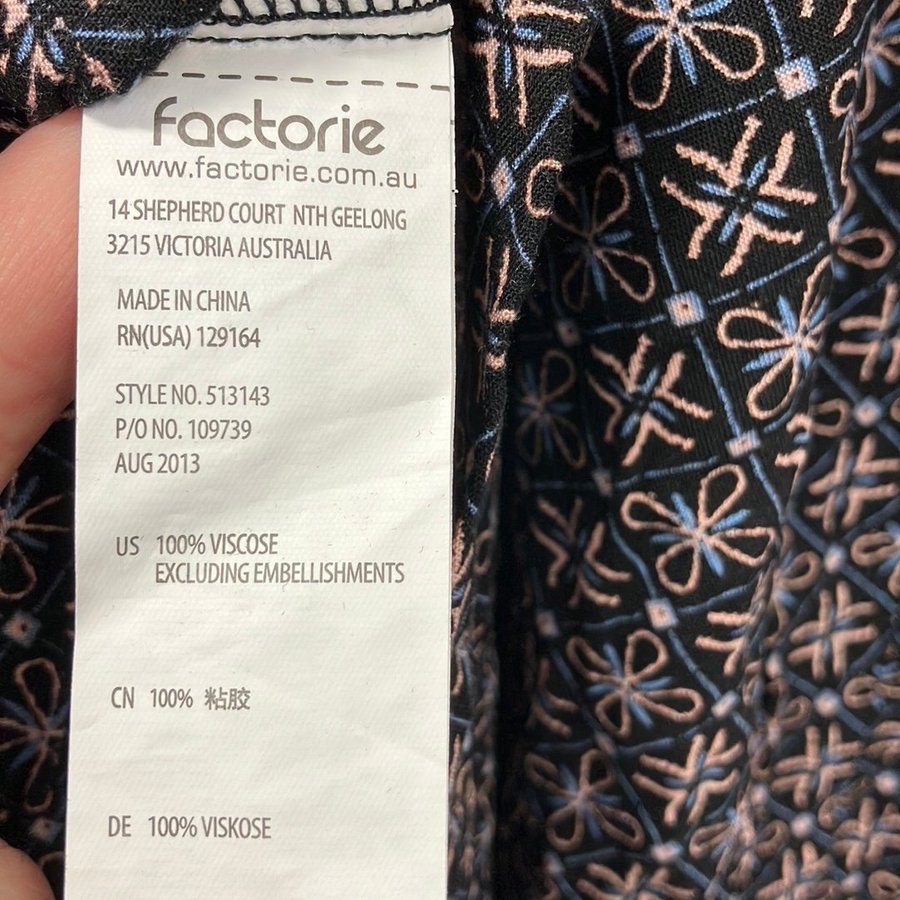 factorie
www.factorie.com.au
14 SHEPHERD COURT NTH GEELONG
3215 VICTORIA AUSTRALIA
MADE IN CHINA
RN(USA) 129164
STYLE NO. 513143
P/O NO. 109739
AUG 2013
US 100% VISCOSE
EXCLUDING EMBELLISHMENTS
CN 100% 粘胶
DE 100% VISKOSE